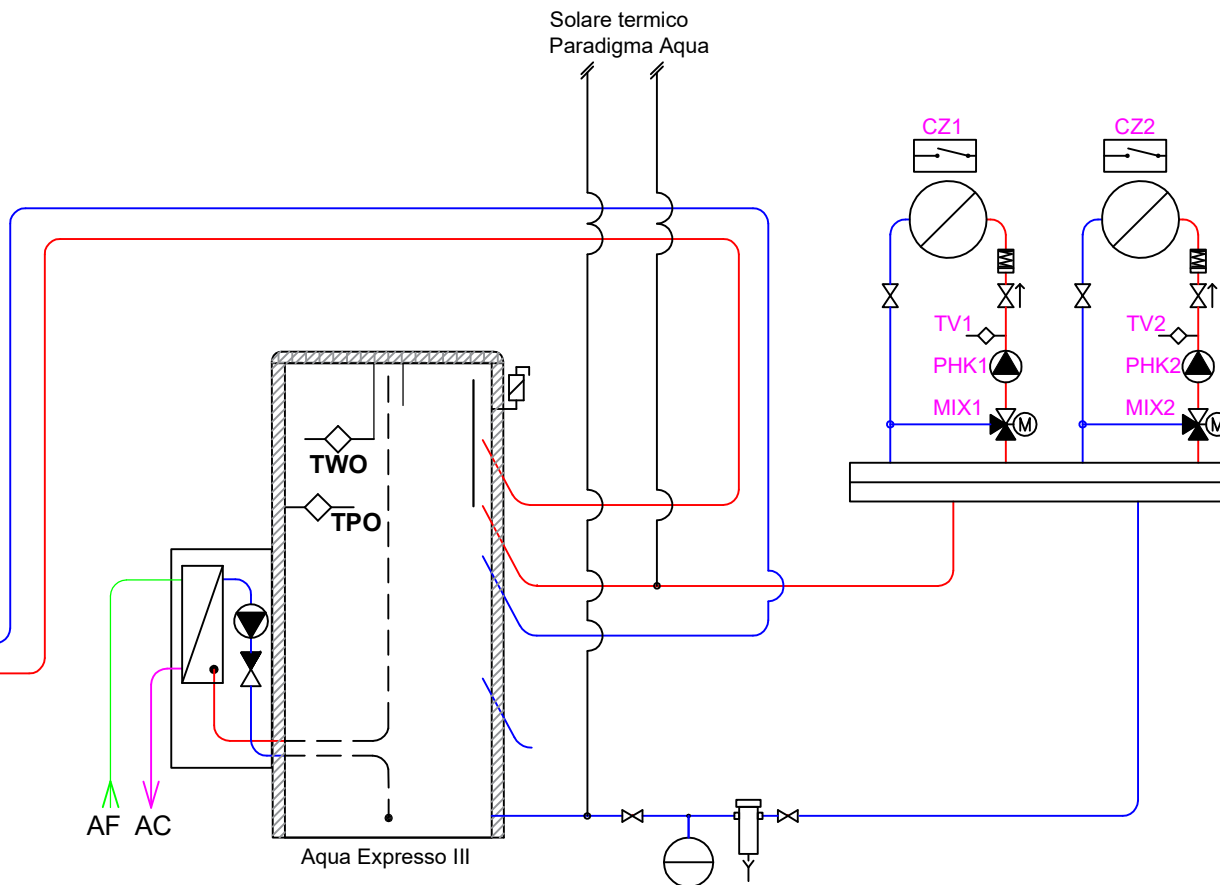 Solare termico
Paradigma Aqua
CZ1
CZ2
TV1
TV2
PHK1
PHK2
MIX1
M
MIX2
M
TWO
TPO
AF
AC
Aqua Expresso III